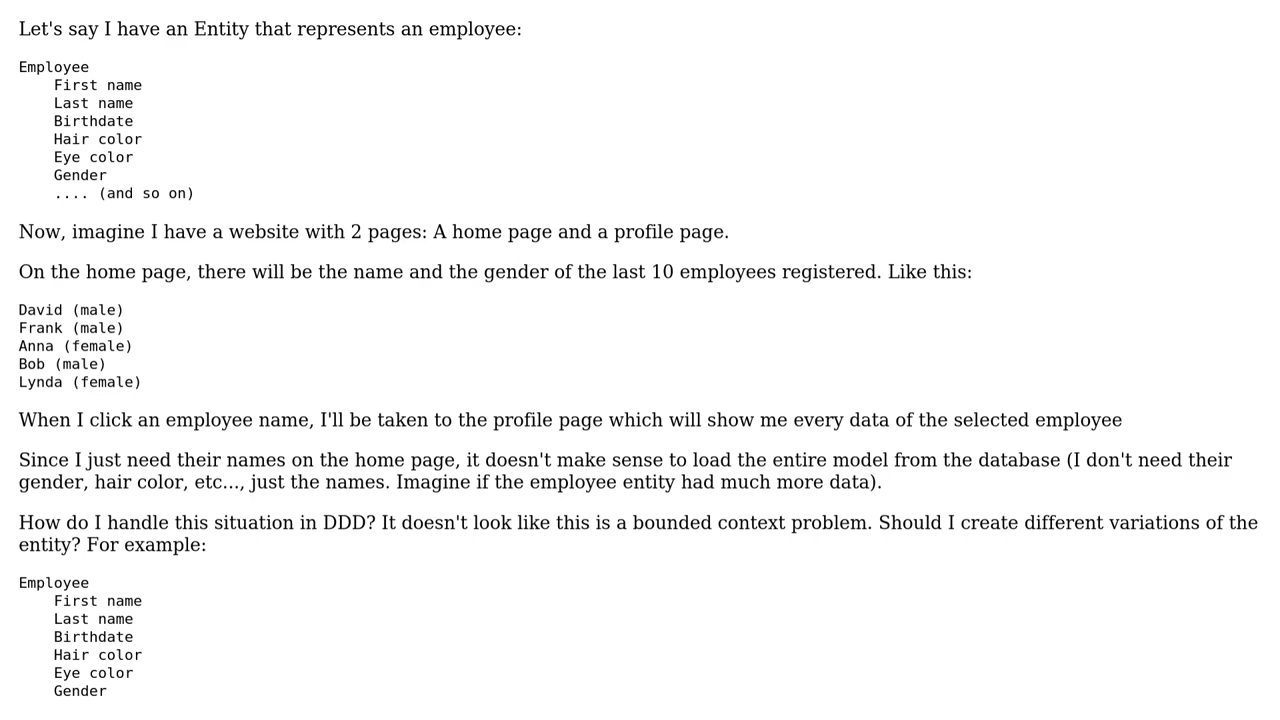 Let's say I have an Entity that represents an employee:
Employee
    First name
    Last name
    Birthdate
    Hair color
    Eye color
    Gender
    .... (and so on)
Now, imagine I have a website with 2 pages: A home page and a profile page.
On the home page, there will be the name and the gender of the last 10 employees registered. Like this:
David (male)
Frank (male)
Anna (female)
Bob (male)
Lynda (female)
When I click an employee name, I'll be taken to the profile page which will show me every data of the selected employee
Since I just need their names on the home page, it doesn't make sense to load the entire model from the database (I don't need their
gender, hair color, etc..., just the names. Imagine if the employee entity had much more data).
How do I handle this situation in DDD? It doesn't look like this is a bounded context problem. Should I create different variations of the
entity? For example:
Employee
    First name
    Last name
    Birthdate
    Hair color
    Eye color
    Gender